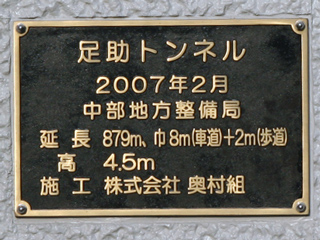 足助トンネル
2007年2月
中部地方整備局
延長 879m、巾8m(車道)+2m(歩道)
高 4.5m
施工 株式会社 奥村組